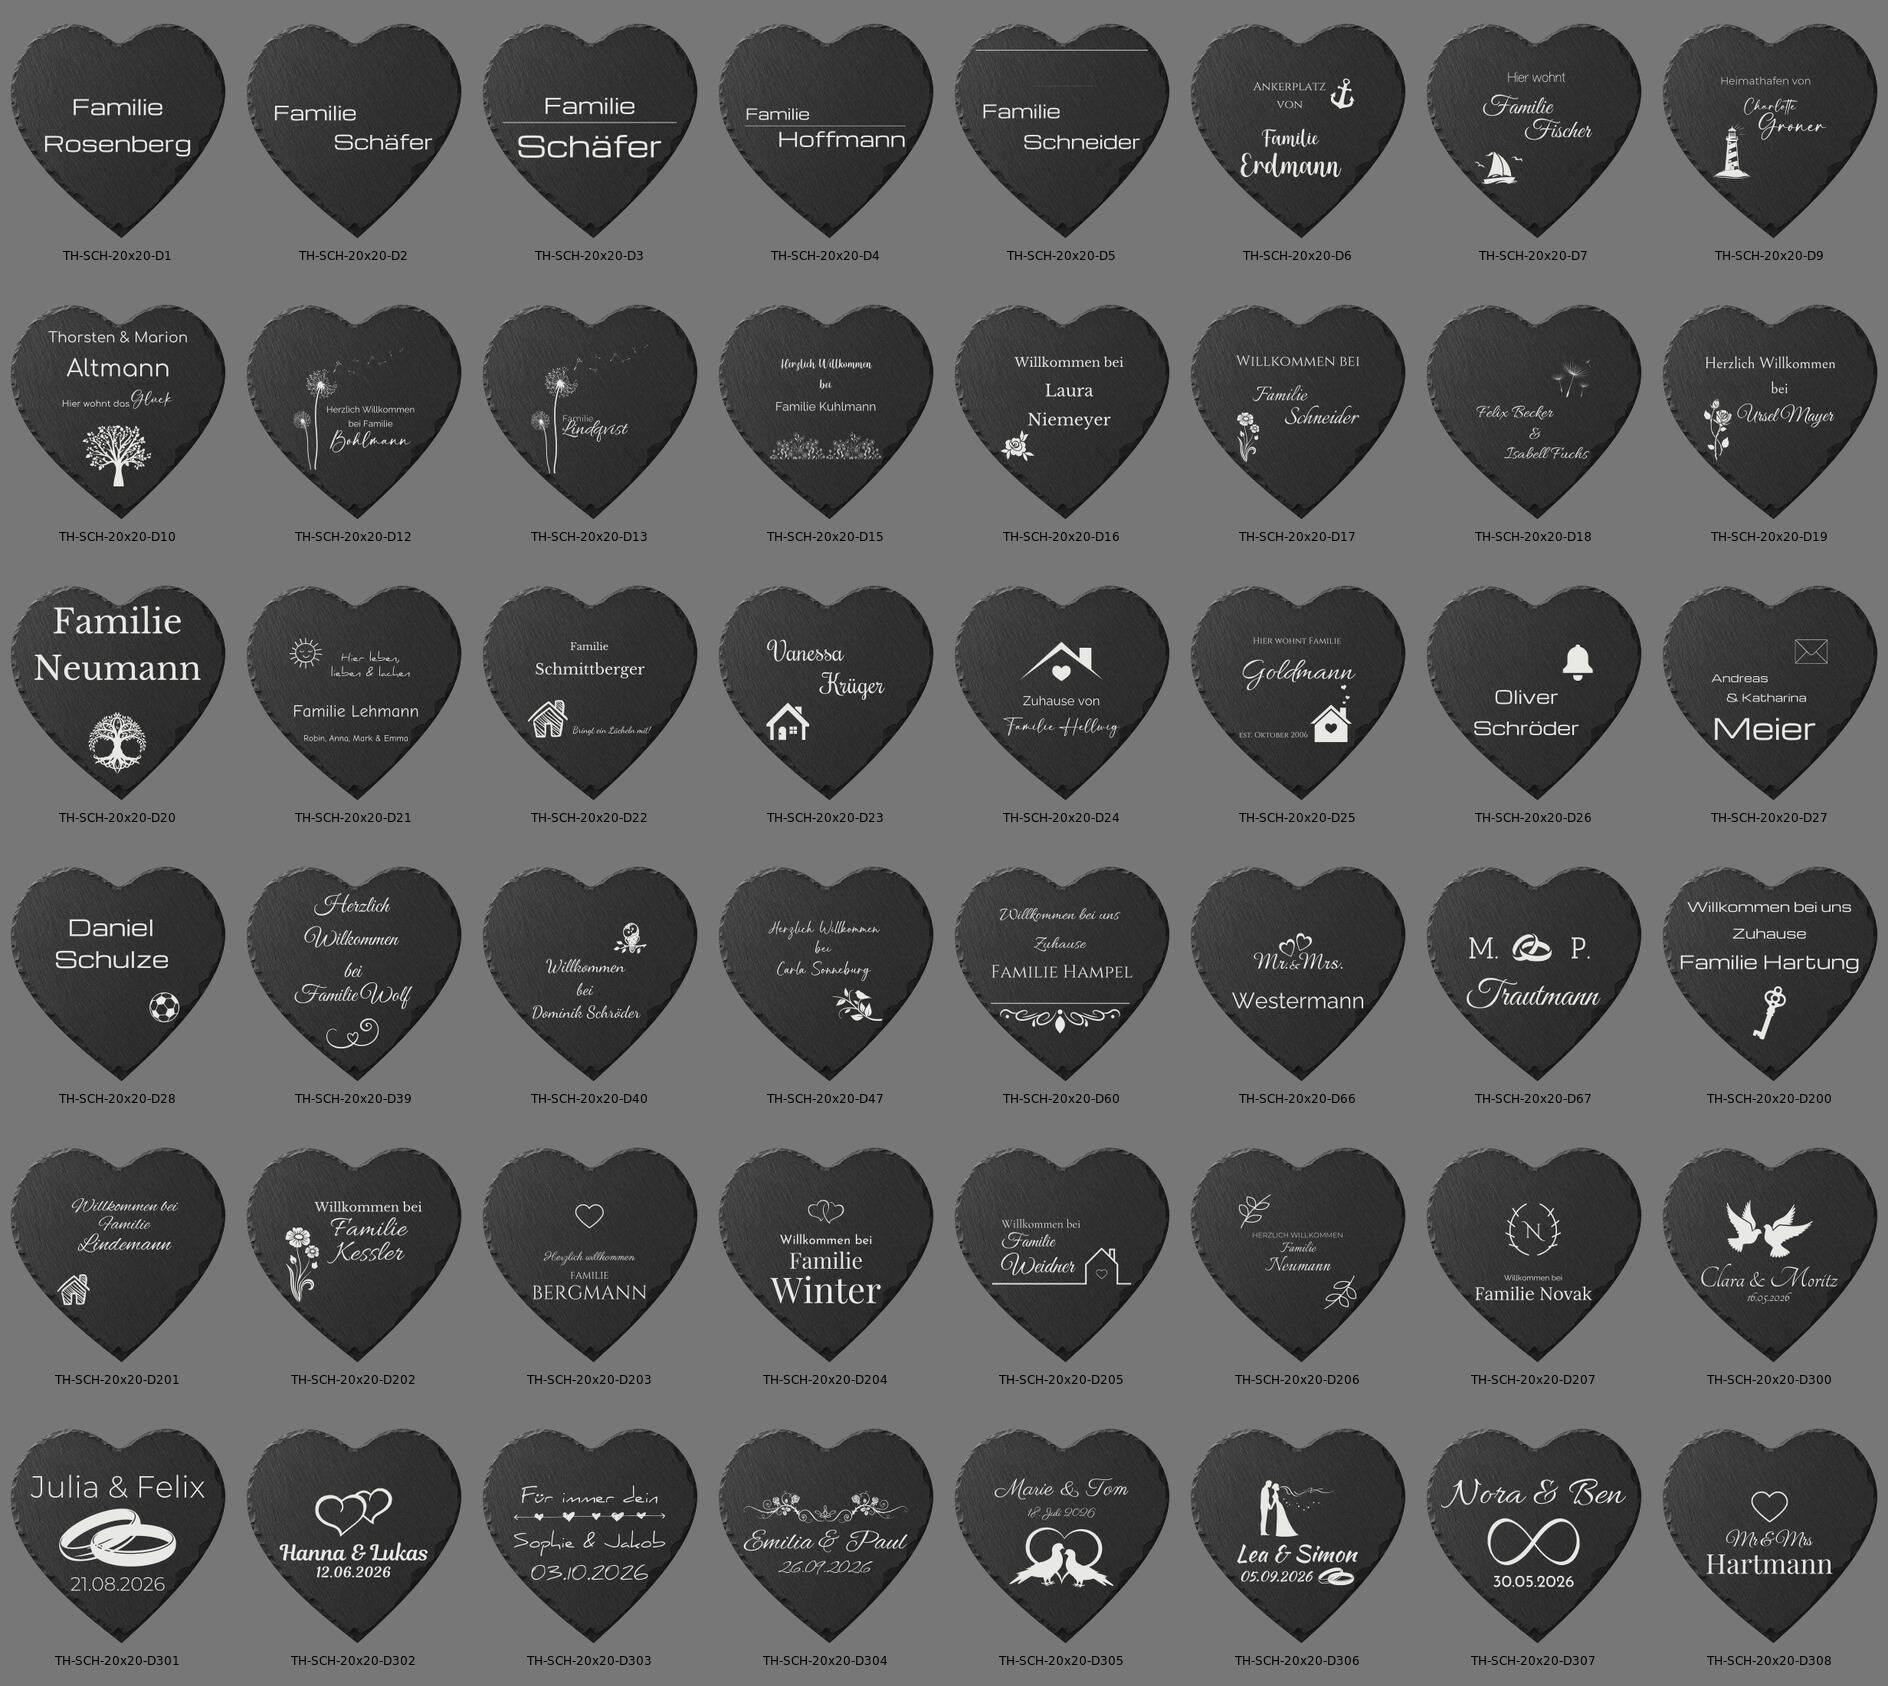 Familie
Rosenberg
TH-SCH-20x20-D1
Familie
Schäfer
TH-SCH-20x20-D2
Familie
Schäfer
TH-SCH-20x20-D3
Familie
Hoffmann
TH-SCH-20x20-D4
Familie
Schneider
TH-SCH-20x20-D5
ANKERPLATZ
VON
Familie
Erdmann
TH-SCH-20x20-D6
Hier wohnt
Familie
Fischer
TH-SCH-20x20-D7
Heimathafen von
Charlotte
Groner
TH-SCH-20x20-D9
Thorsten & Marion
Altmann
Hier wohnt das Glück
TH-SCH-20x20-D10
Herzlich Willkommen
bei Familie
Bohlmann
TH-SCH-20x20-D12
Familie
Lindqvist
TH-SCH-20x20-D13
Herzlich Willkommen
bei
Familie Kuhlmann
TH-SCH-20x20-D15
Willkommen bei
Laura
Niemeyer
TH-SCH-20x20-D16
WILLKOMMEN BEI
Familie
Schneider
TH-SCH-20x20-D17
Felix Becker
&
Isabell Fuchs
TH-SCH-20x20-D18
Herzlich Willkommen
bei
Ursel Mayer
TH-SCH-20x20-D19
Familie
Neumann
TH-SCH-20x20-D20
Hier leben,
lieben & lachen
Familie Lehmann
Robin, Anna, Mark & Emma
TH-SCH-20x20-D21
Familie
Schmittberger
Bringt ein Lächeln mit!
TH-SCH-20x20-D22
Vanessa
Krüger
TH-SCH-20x20-D23
Zuhause von
Familie Hellwig
TH-SCH-20x20-D24
HIER WOHNT FAMILIE
Goldmann
EST. OKTOBER 2006
TH-SCH-20x20-D25
Oliver
Schröder
TH-SCH-20x20-D26
Andreas
& Katharina
Meier
TH-SCH-20x20-D27
Daniel
Schulze
TH-SCH-20x20-D28
Herzlich
Wilkommen
bei
Familie Wolf
TH-SCH-20x20-D39
Willkommen
bei
Dominik Schröder
TH-SCH-20x20-D40
Herzlich Willkommen
bei
Carla Sonneburg
TH-SCH-20x20-D47
Willkommen bei uns
Zuhause
FAMILIE HAMPEL
TH-SCH-20x20-D60
Mr.&Mrs.
Westermann
TH-SCH-20x20-D66
M. P.
Trautmann
TH-SCH-20x20-D67
Willkommen bei uns
Zuhause
Familie Hartung
TH-SCH-20x20-D200
Willkommen bei
Familie
Lindemann
TH-SCH-20x20-D201
Willkommen bei
Familie
Kessler
TH-SCH-20x20-D202
Herzlich willkommen
FAMILIE
BERGMANN
TH-SCH-20x20-D203
Willkommen bei
Familie
Winter
TH-SCH-20x20-D204
Willkommen bei
Familie
Weidner
TH-SCH-20x20-D205
HERZLICH WILLKOMMEN
Familie
Neumann
TH-SCH-20x20-D206
N
Willkommen bei
Familie Novak
TH-SCH-20x20-D207
Clara & Moritz
16.05.2026
TH-SCH-20x20-D300
Julia & Felix
21.08.2026
TH-SCH-20x20-D301
Hanna & Lukas
12.06.2026
TH-SCH-20x20-D302
Für immer dein
Sophie & Jakob
03.10.2026
TH-SCH-20x20-D303
Emilia & Paul
26.09.2026
TH-SCH-20x20-D304
Marie & Tom
18. Juli 2026
TH-SCH-20x20-D305
Lea & Simon
05.09.2026
TH-SCH-20x20-D306
Nora & Ben
30.05.2026
TH-SCH-20x20-D307
Mr & Mrs
Hartmann
TH-SCH-20x20-D308